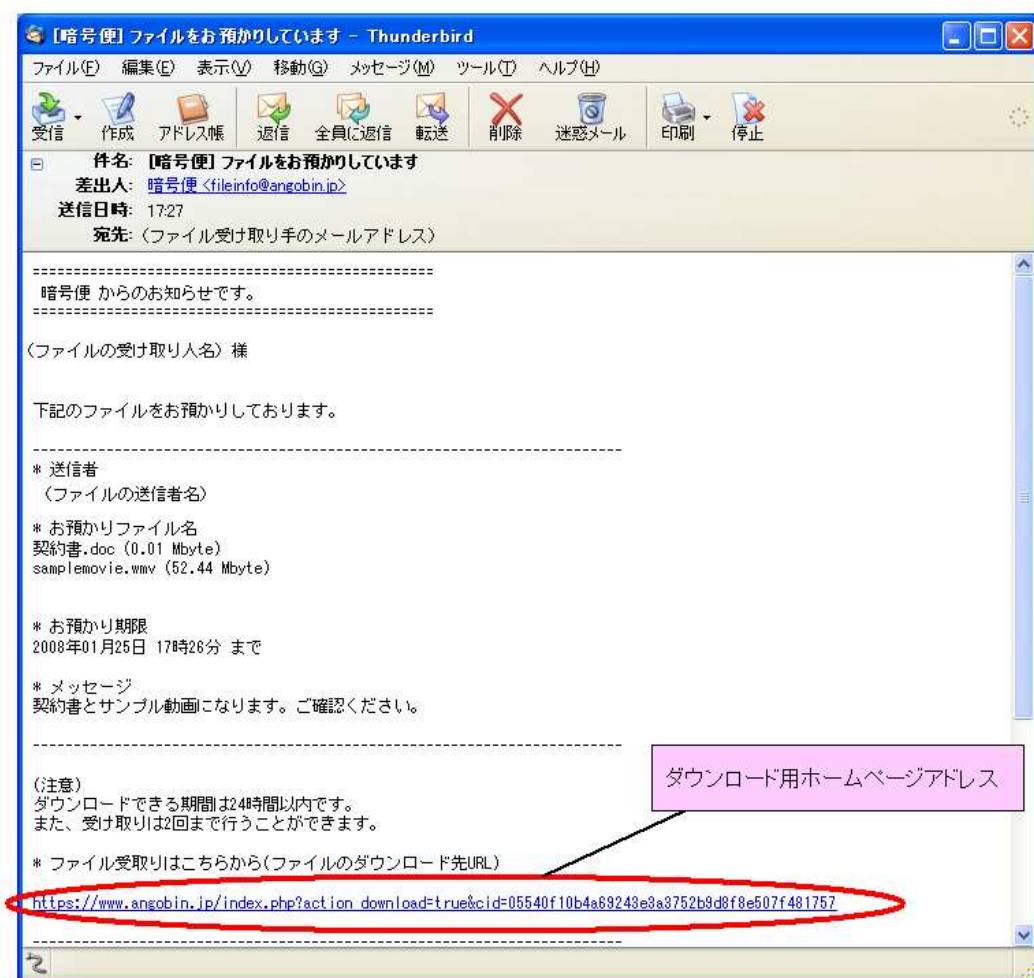 [暗号便] ファイルをお預かりしています - Thunderbird
ファイル(F) 編集(E) 表示(V) 移動(G) メッセージ(M) ツール(T) ヘルプ(H)
受信 作成 アドレス帳 返信 全員に返信 転送 削除 迷惑メール 印刷 停止
件名: [暗号便] ファイルをお預かりしています
差出人: 暗号便 <fileinfo@angobin.jp>
送信日時: 17:27
宛先: (ファイル受け取り手のメールアドレス)
=================================================
暗号便 からのお知らせです。
=================================================
(ファイルの受け取り人名) 様
下記のファイルをお預かりしております。
------------------------------------------------------------------------
* 送信者
(ファイルの送信者名)
* お預かりファイル名
契約書.doc (0.01 Mbyte)
samplemovie.wmv (52.44 Mbyte)
* お預かり期限
2008年01月25日 17時26分 まで
* メッセージ
契約書とサンプル動画になります。ご確認ください。
------------------------------------------------------------------------
ダウンロード用ホームページアドレス
(注意)
ダウンロードできる期間は24時間以内です。
また、受け取りは2回まで行うことができます。
* ファイル受取りはこちらから(ファイルのダウンロード先URL)
https://www.angobin.jp/index.php?action_download=true&cid=05540f10b4a69243e3a3752b9d8f8e507f481757
------------------------------------------------------------------------